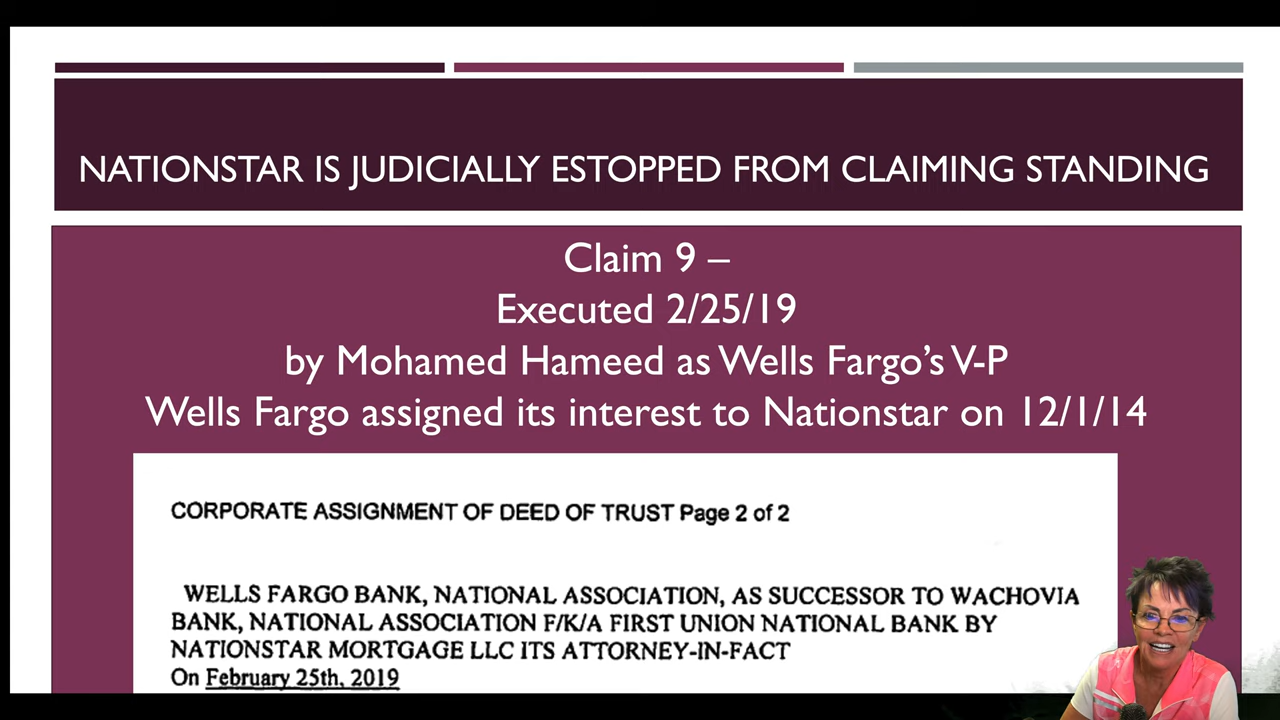 NATIONSTAR IS JUDICIALLY ESTOPPED FROM CLAIMING STANDING
Claim 9 –
Executed 2/25/19
by Mohamed Hameed as Wells Fargo's V-P
Wells Fargo assigned its interest to Nationstar on 12/1/14
CORPORATE ASSIGNMENT OF DEED OF TRUST Page 2 of 2
WELLS FARGO BANK, NATIONAL ASSOCIATION, AS SUCCESSOR TO WACHOVIA
BANK, NATIONAL ASSOCIATION F/K/A FIRST UNION NATIONAL BANK BY
NATIONSTAR MORTGAGE LLC ITS ATTORNEY-IN-FACT
On February 25th, 2019